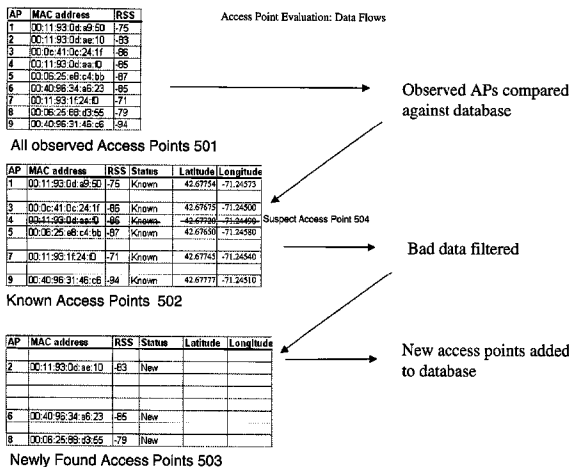 Access Point Evaluation: Data Flows
AP MAC address RSS
1 00:11:93:0d:a9:50 -75
2 00:11:93:0d:ae:10 -83
3 00:0c:41:0c:24:1f -86
4 00:11:93:0d:aa:f0 -85
5 00:06:25:e8:c4:bb -87
6 00:40:96:34:a6:23 -85
7 00:11:93:1f:24:f0 -71
8 00:06:25:89:d3:55 -79
9 00:40:96:31:46:c6 -94
All observed Access Points 501
Observed APs compared
against database
AP MAC address RSS Status Latitude Longitude
1 00:11:93:0d:a9:50 -75 Known 42.67754 -71.24573
3 00:0c:41:0c:24:1f -86 Known 42.67675 -71.24500
4 00:11:93:0d:aa:f0 -86 Known Suspect Access Point 504
5 00:06:25:e8:c4:bb -87 Known 42.67650 -71.24580
7 00:11:93:1f:24:f0 -71 Known 42.67745 -71.24540
9 00:40:96:31:46:c6 -94 Known 42.67777 -71.24510
Known Access Points 502
Bad data filtered
AP MAC address RSS Status Latitude Longitude
2 00:11:93:0d:ae:10 -83 New
6 00:40:96:34:a6:23 -85 New
8 00:06:25:89:d3:55 -79 New
Newly Found Access Points 503
New access points added
to database